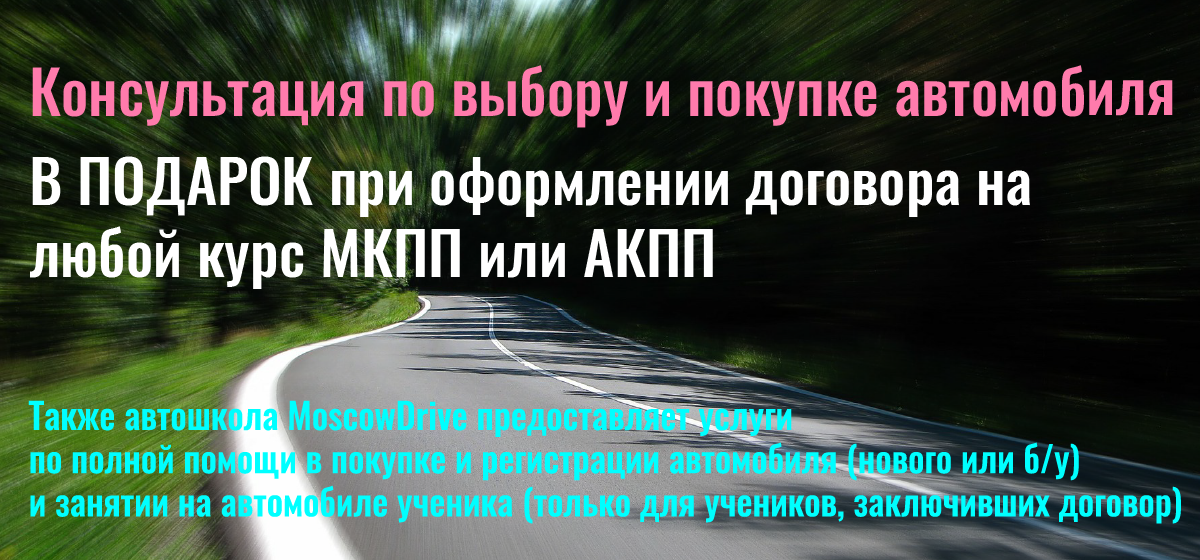 Консультация по выбору и покупке автомобиля
В ПОДАРОК при оформлении договора на
любой курс МКПП или АКПП
Также автошкола MoscowDrive предоставляет услуги
по полной помощи в покупке и регистрации автомобиля (нового или б/у)
и занятии на автомобиле ученика (только для учеников, заключивших договор)